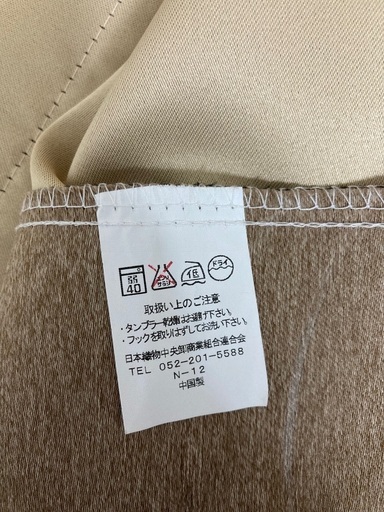 弱 40 エンソ サラシ 低 ドライ
取扱い上のご注意
・タンブラー乾燥はお避け下さい。
・フックを取りはずしてお洗い下さい。
日本織物中央卸商業組合連合会
TEL 052-201-5588
N-12
中国製